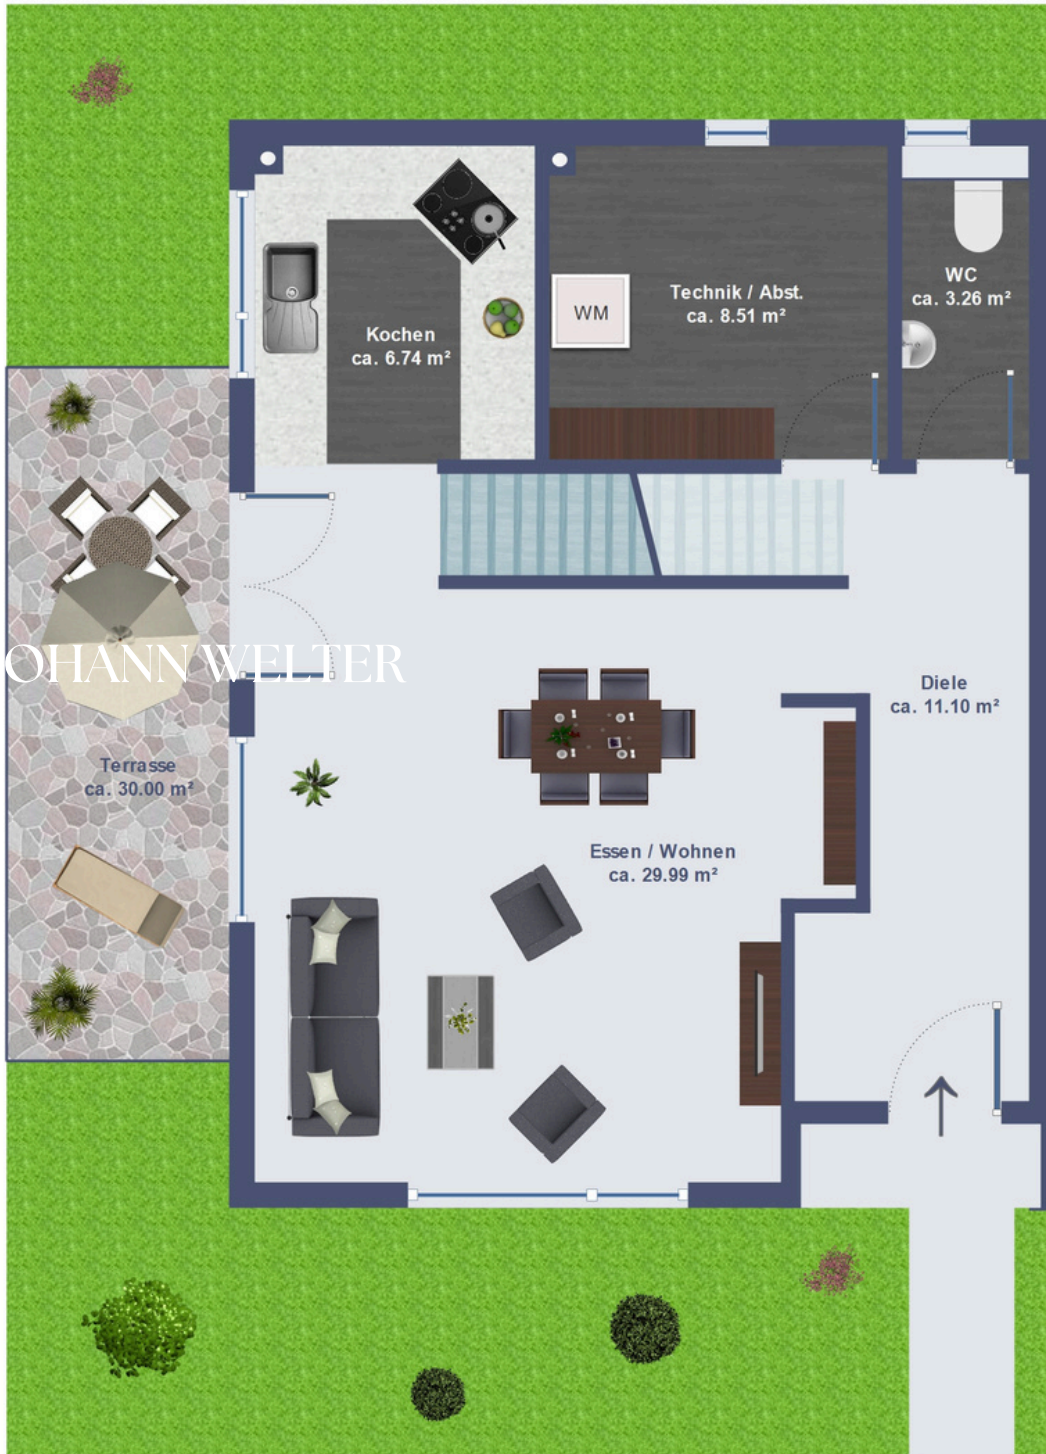 WC
ca. 3.26 m²
Technik / Abst.
ca. 8.51 m²
WM
Kochen
ca. 6.74 m²
OHANN WELTER
Diele
ca. 11.10 m²
Terrasse
ca. 30.00 m²
Essen / Wohnen
ca. 29.99 m²